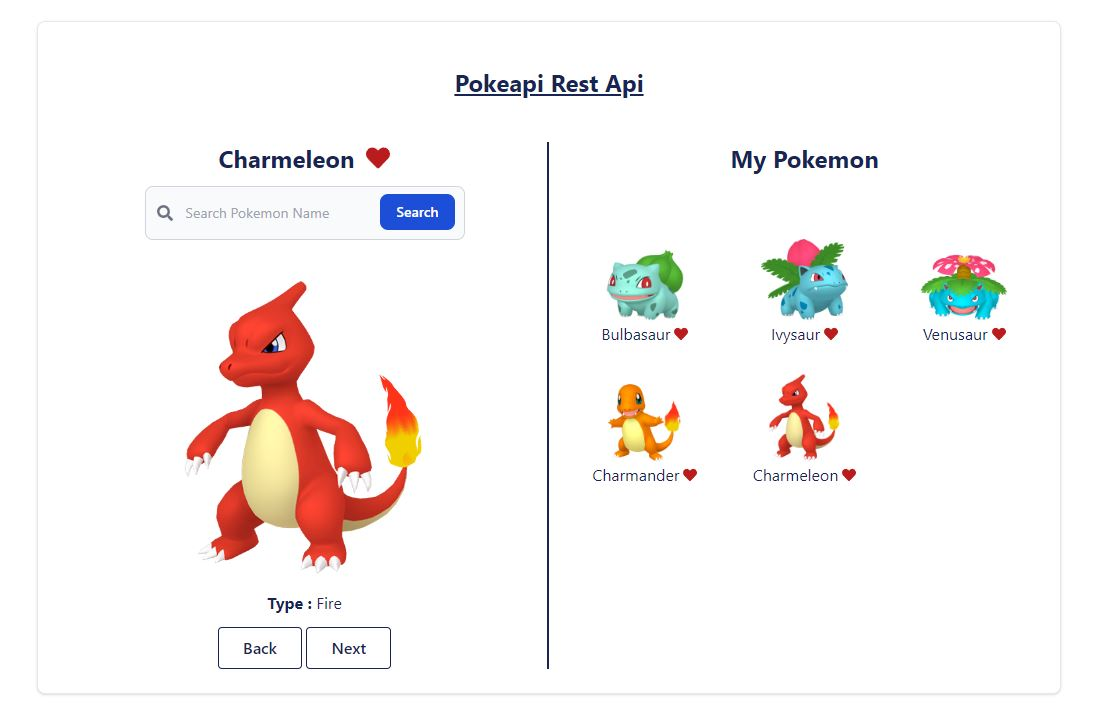 Pokeapi Rest Api
Charmeleon
Search Pokemon Name
Search
Type : Fire
Back
Next
My Pokemon
Bulbasaur
Ivysaur
Venusaur
Charmander
Charmeleon